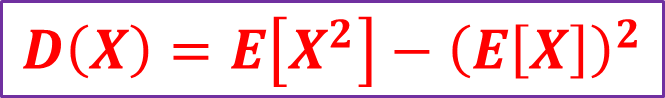 D(X) = E[X²] − (E[X])²